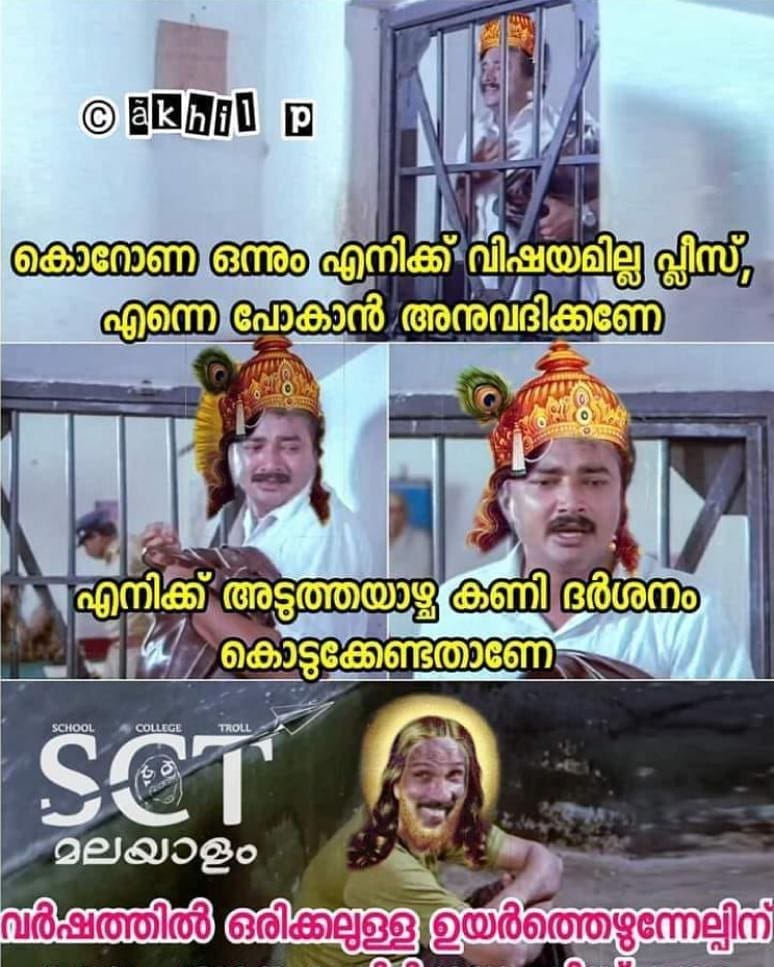 © akhil p
കൊറോണ ഒന്നും എനിക്ക് വിഷയമില്ല പ്ലീസ്,
എന്നെ പോകാൻ അനുവദിക്കണേ
എനിക്ക് അടുത്തയാഴ്ച കണി ദർശനം
കൊടുക്കേണ്ടതാണേ
SCHOOL COLLEGE TROLL
SCT
മലയാളം
വർഷത്തിൽ ഒരിക്കലുള്ള ഉയർത്തെഴുന്നേല്പിന്